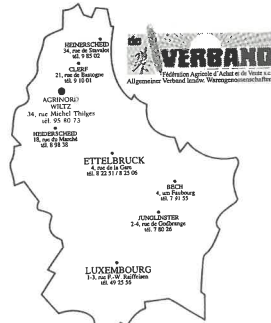 HEINERSCHEID
34, rue de Stavelot
tél. 9 85 02
de VERBAND
Fédération Agricole d'Achat et de Vente s.c.
Allgemeiner Verband landw. Warengenossenschaften
CLERF
21, rue de Bastogne
tél. 9 10 01
AGRINORD
WILTZ
34, rue Michel Thilges
tél. 95 80 73
HEIDERSCHEID
18, rue du Marché
tél. 8 98 38
ETTELBRUCK
4, rue de la Gare
tél. 8 22 51 / 8 25 06
BECH
4, um Faubourg
tél. 7 91 55
JUNGLINSTER
2-4, rue de Godbrange
tél. 7 80 26
LUXEMBOURG
1-3, rue F.-W. Raiffeisen
tél. 49 25 56